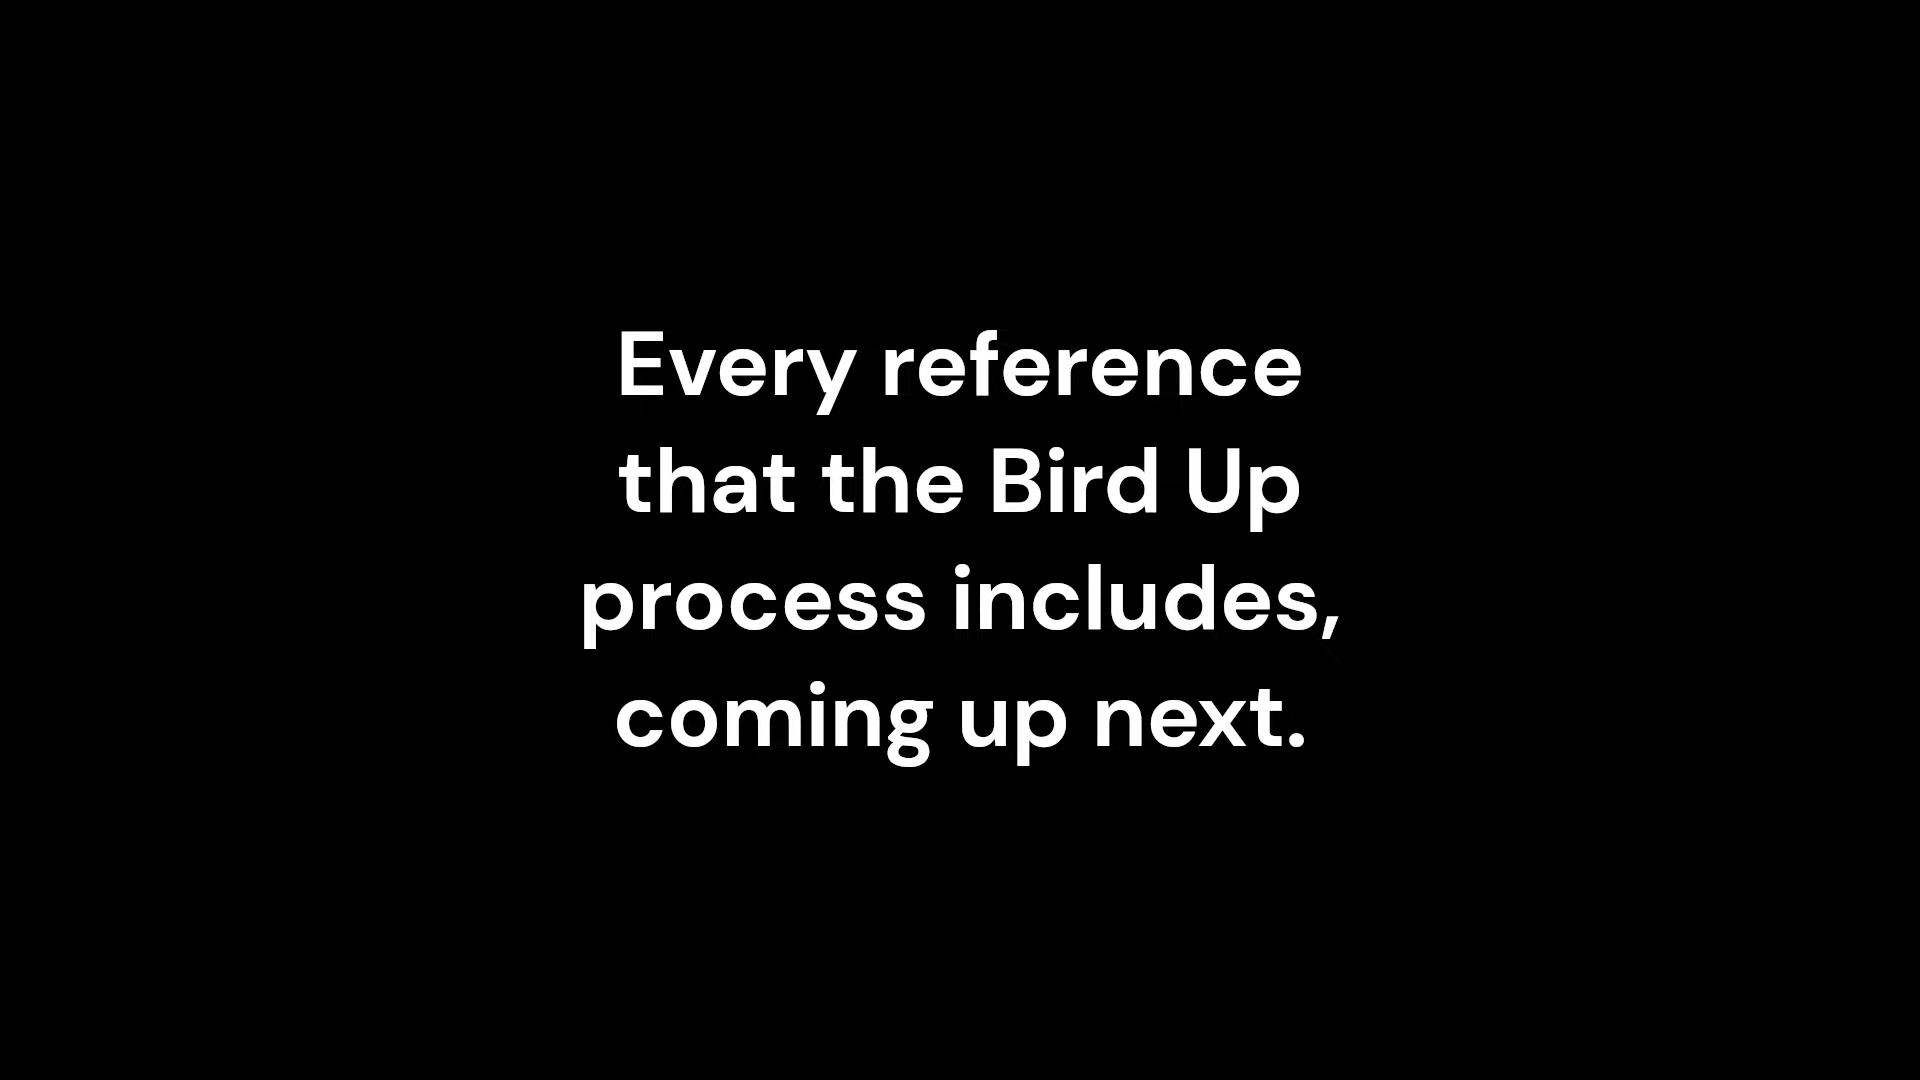 Every reference
that the Bird Up
process includes,
coming up next.